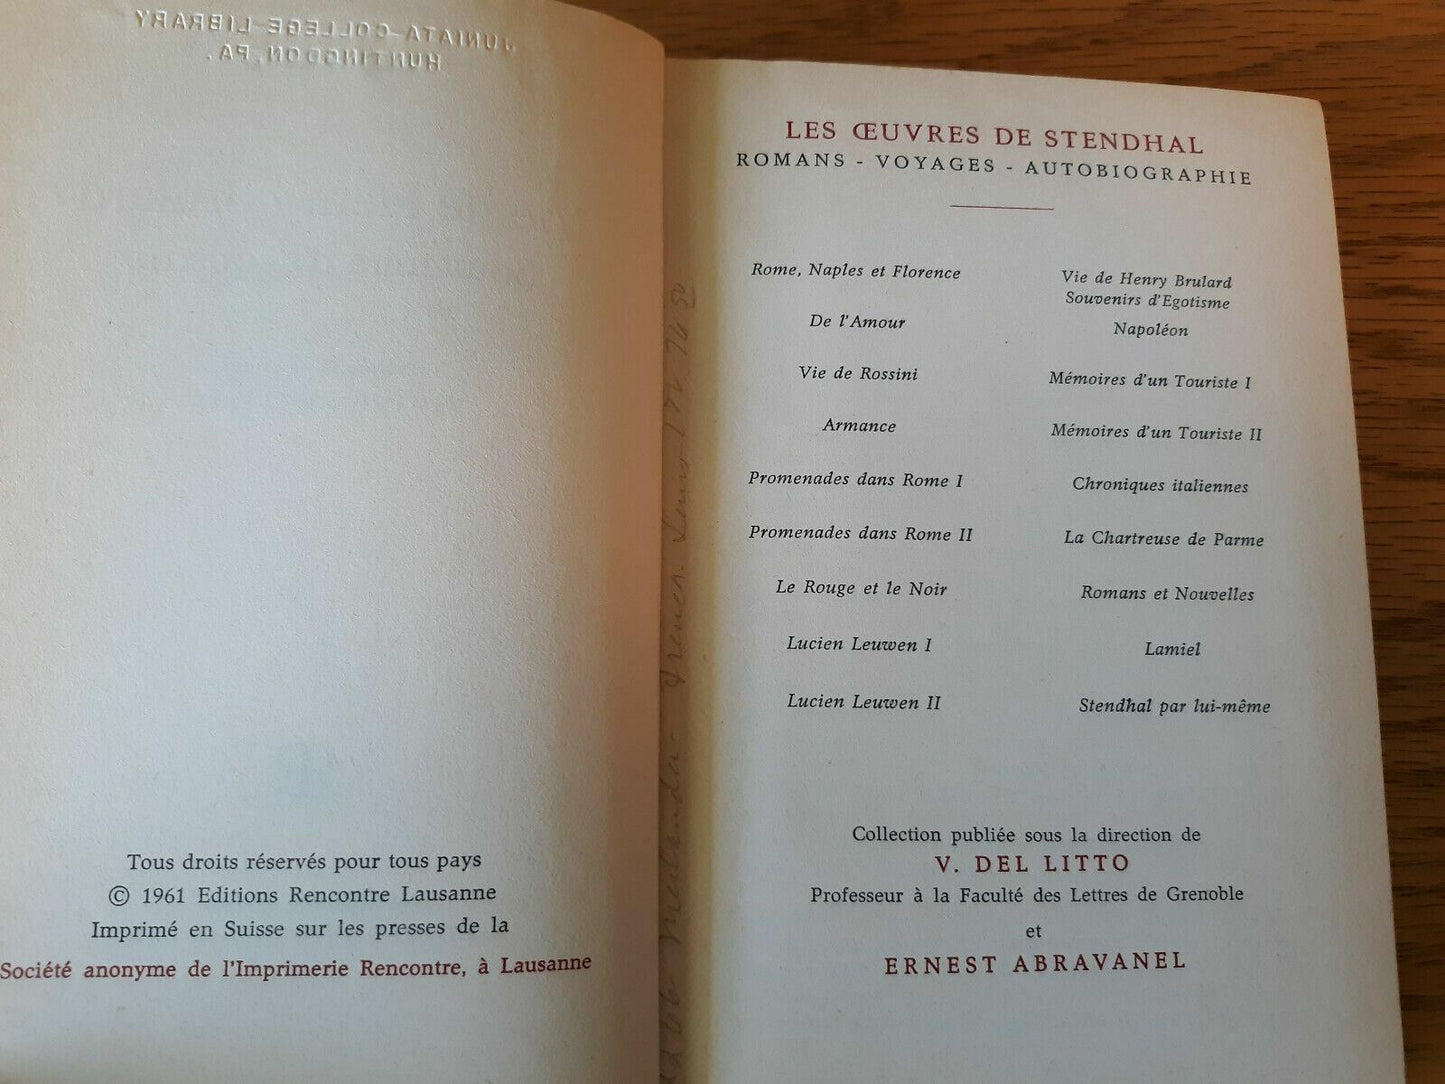 JUNIATA COLLEGE LIBRARY
HUNTINGDON, PA.
Tous droits réservés pour tous pays
© 1961 Editions Rencontre Lausanne
Imprimé en Suisse sur les presses de la
Société anonyme de l'Imprimerie Rencontre, à Lausanne
LES ŒUVRES DE STENDHAL
ROMANS - VOYAGES - AUTOBIOGRAPHIE
Rome, Naples et Florence
De l'Amour
Vie de Rossini
Armance
Promenades dans Rome I
Promenades dans Rome II
Le Rouge et le Noir
Lucien Leuwen I
Lucien Leuwen II
Vie de Henry Brulard
Souvenirs d'Egotisme
Napoléon
Mémoires d'un Touriste I
Mémoires d'un Touriste II
Chroniques italiennes
La Chartreuse de Parme
Romans et Nouvelles
Lamiel
Stendhal par lui-même
Collection publiée sous la direction de
V. DEL LITTO
Professeur à la Faculté des Lettres de Grenoble
et
ERNEST ABRAVANEL